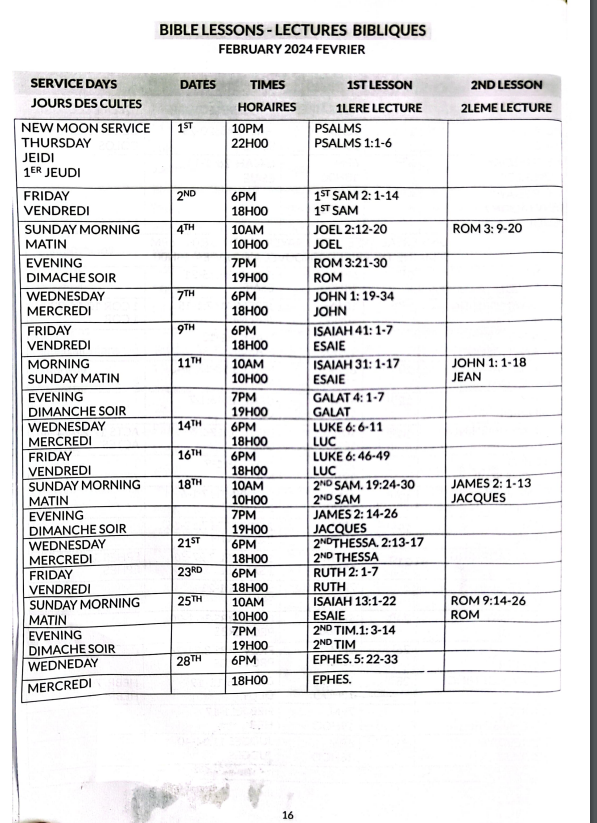 BIBLE LESSONS - LECTURES BIBLIQUES
FEBRUARY 2024 FEVRIER
SERVICE DAYS DATES TIMES 1ST LESSON 2ND LESSON
JOURS DES CULTES HORAIRES 1LERE LECTURE 2LEME LECTURE
NEW MOON SERVICE 1ST 10PM PSALMS
THURSDAY 22H00 PSALMS 1:1-6
JEIDI
1ER JEUDI
FRIDAY 2ND 6PM 1ST SAM 2: 1-14
VENDREDI 18H00 1ST SAM
SUNDAY MORNING 4TH 10AM JOEL 2:12-20 ROM 3: 9-20
MATIN 10H00 JOEL
EVENING 7PM ROM 3:21-30
DIMACHE SOIR 19H00 ROM
WEDNESDAY 7TH 6PM JOHN 1: 19-34
MERCREDI 18H00 JOHN
FRIDAY 9TH 6PM ISAIAH 41: 1-7
VENDREDI 18H00 ESAIE
MORNING 11TH 10AM ISAIAH 31: 1-17 JOHN 1: 1-18
SUNDAY MATIN 10H00 ESAIE JEAN
EVENING 7PM GALAT 4: 1-7
DIMANCHE SOIR 19H00 GALAT
WEDNESDAY 14TH 6PM LUKE 6: 6-11
MERCREDI 18H00 LUC
FRIDAY 16TH 6PM LUKE 6: 46-49
VENDREDI 18H00 LUC
SUNDAY MORNING 18TH 10AM 2ND SAM. 19:24-30 JAMES 2: 1-13
MATIN 10H00 2ND SAM JACQUES
EVENING 7PM JAMES 2: 14-26
DIMANCHE SOIR 19H00 JACQUES
WEDNESDAY 21ST 6PM 2NDTHESSA. 2:13-17
MERCREDI 18H00 2ND THESSA
FRIDAY 23RD 6PM RUTH 2: 1-7
VENDREDI 18H00 RUTH
SUNDAY MORNING 25TH 10AM ISAIAH 13:1-22 ROM 9:14-26
MATIN 10H00 ESAIE ROM
EVENING 7PM 2ND TIM.1: 3-14
DIMACHE SOIR 19H00 2ND TIM
WEDNEDAY 28TH 6PM EPHES. 5: 22-33
MERCREDI 18H00 EPHES.
16